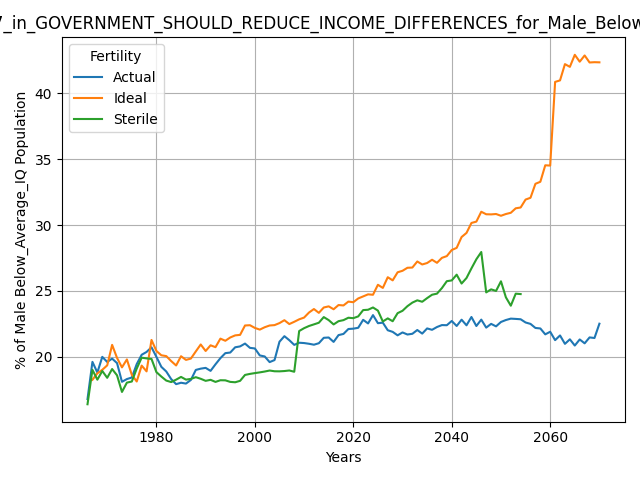 _in_GOVERNMENT_SHOULD_REDUCE_INCOME_DIFFERENCES_for_Male_Below
Fertility
Actual
Ideal
Sterile
% of Male Below_Average_IQ Population
40
35
30
25
20
1980
2000
2020
2040
2060
Years